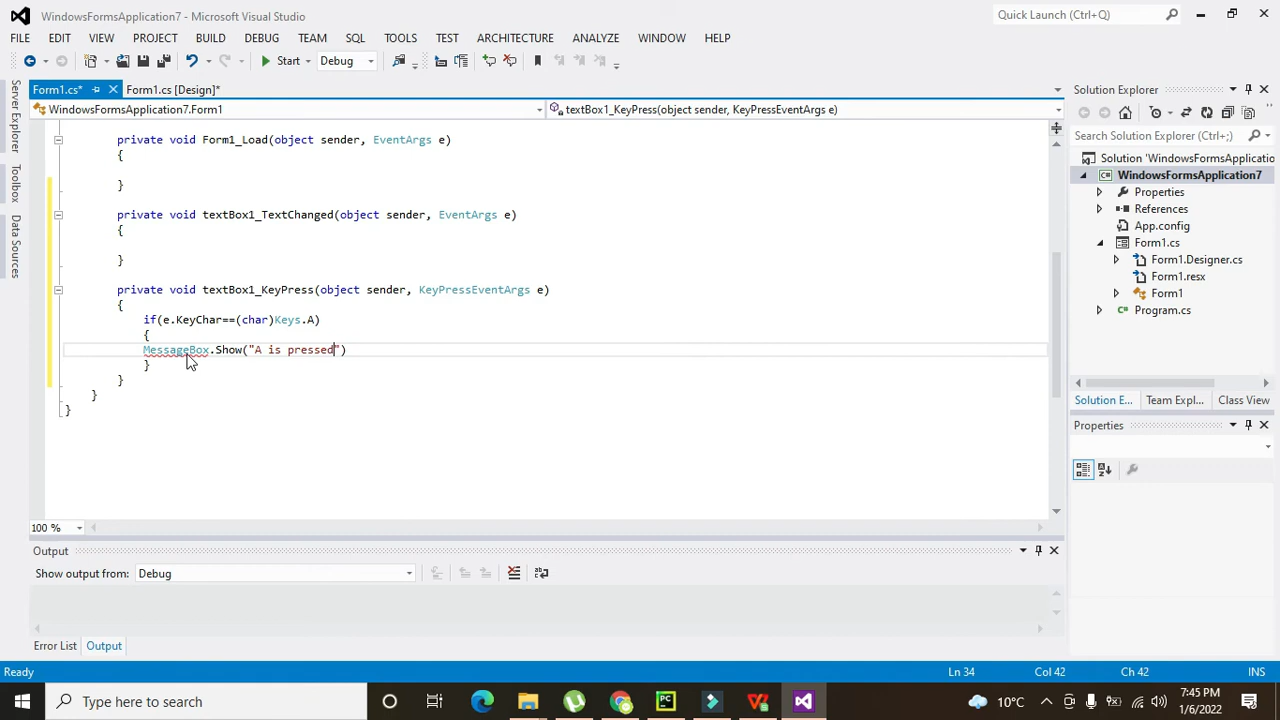 WindowsFormsApplication7 - Microsoft Visual Studio
Quick Launch (Ctrl+Q)
FILE EDIT VIEW PROJECT BUILD DEBUG TEAM SQL TOOLS TEST ARCHITECTURE ANALYZE WINDOW HELP
Start Debug
Form1.cs* Form1.cs [Design]*
WindowsFormsApplication7.Form1 textBox1_KeyPress(object sender, KeyPressEventArgs e)
Server Explorer
Toolbox
Data Sources
private void Form1_Load(object sender, EventArgs e)
{
}
private void textBox1_TextChanged(object sender, EventArgs e)
{
}
private void textBox1_KeyPress(object sender, KeyPressEventArgs e)
{
if(e.KeyChar==(char)Keys.A)
{
MessageBox.Show("A is pressed")
}
}
}
}
100 %
Output
Show output from: Debug
Error List Output
Solution Explorer
Search Solution Explorer (Ctrl+;)
Solution 'WindowsFormsApplicatio
WindowsFormsApplication7
Properties
References
App.config
Form1.cs
Form1.Designer.cs
Form1.resx
Form1
Program.cs
Solution E... Team Expl... Class View
Properties
Ready Ln 34 Col 42 Ch 42 INS
Type here to search
PC
10°C
7:45 PM
1/6/2022